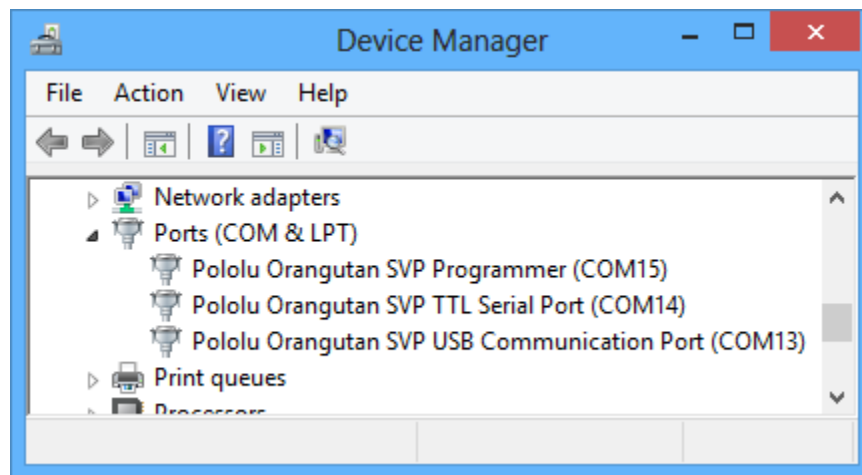 Device Manager
File Action View Help
Network adapters
Ports (COM & LPT)
Pololu Orangutan SVP Programmer (COM15)
Pololu Orangutan SVP TTL Serial Port (COM14)
Pololu Orangutan SVP USB Communication Port (COM13)
Print queues
Processors